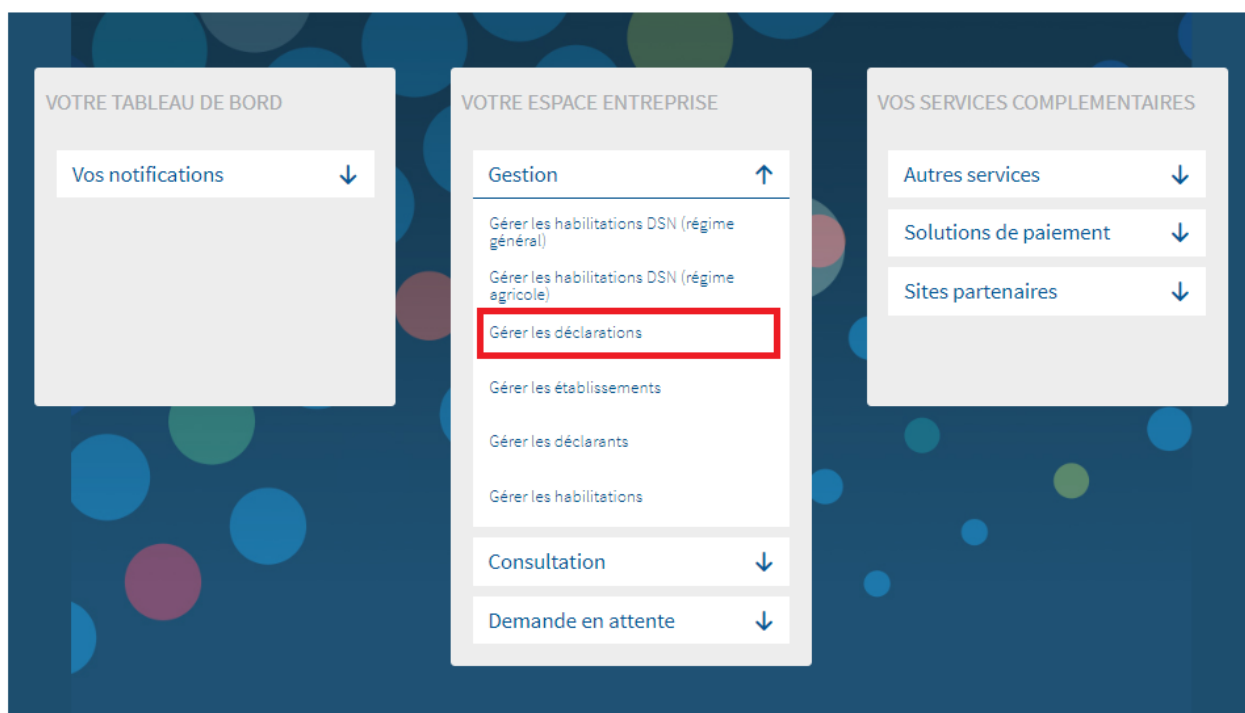 VOTRE TABLEAU DE BORD
Vos notifications
VOTRE ESPACE ENTREPRISE
Gestion
Gérer les habilitations DSN (régime
général)
Gérer les habilitations DSN (régime
agricole)
Gérer les déclarations
Gérer les établissements
Gérer les déclarants
Gérer les habilitations
Consultation
Demande en attente
VOS SERVICES COMPLEMENTAIRES
Autres services
Solutions de paiement
Sites partenaires